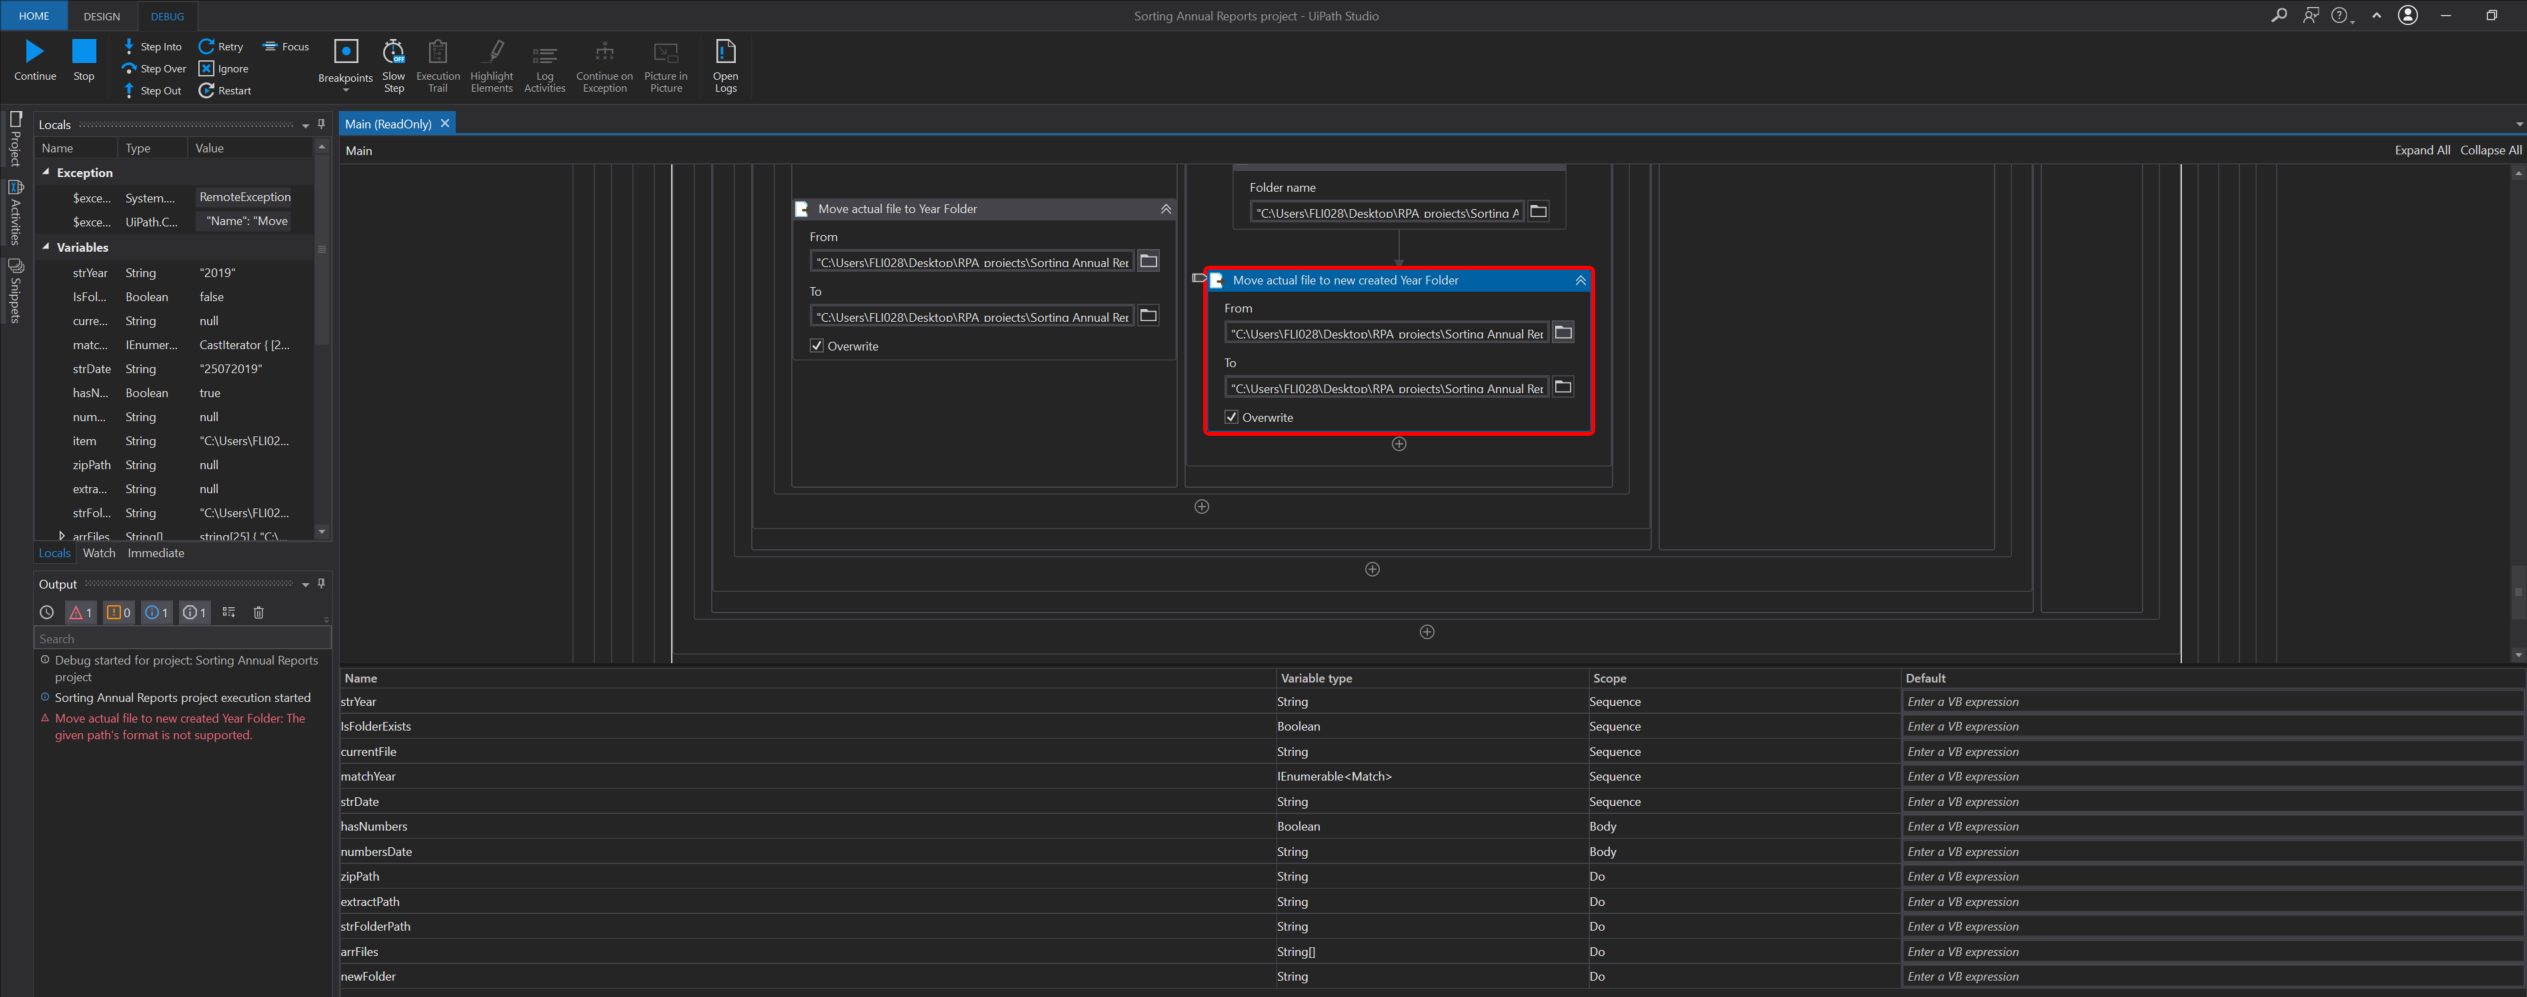 Sorting Annual Reports project - UiPath Studio
HOME DESIGN DEBUG
Continue
Stop
Step Into
Step Over
Step Out
Retry
Ignore
Restart
Focus
Breakpoints
Slow
Step
Execution
Trail
Highlight
Elements
Log
Activities
Continue on
Exception
Picture in
Picture
Open
Logs
Project
Activities
Snippets
Locals
Name Type Value
Exception
$exce... System.... RemoteException
$exce... UiPath.C... "Name": "Move
Variables
strYear String "2019"
IsFol... Boolean false
curre... String null
matc... IEnumer... CastIterator { [2...
strDate String "25072019"
hasN... Boolean true
num... String null
item String "C:\Users\FLI02...
zipPath String null
extra... String null
strFol... String "C:\Users\FLI02...
arrFiles String[] string[25] { "C:\...
Locals Watch Immediate
Output
1 0 1 1
Search
Debug started for project: Sorting Annual Reports
project
Sorting Annual Reports project execution started
Move actual file to new created Year Folder: The
given path's format is not supported.
Main (ReadOnly)
Main
Expand All Collapse All
Move actual file to Year Folder
From
"C:\Users\FLI028\Desktop\RPA_projects\Sorting Annual Rep
To
"C:\Users\FLI028\Desktop\RPA_projects\Sorting Annual Rep
Overwrite
Folder name
"C:\Users\FLI028\Desktop\RPA_projects\Sorting A
Move actual file to new created Year Folder
From
"C:\Users\FLI028\Desktop\RPA_projects\Sorting Annual Rep
To
"C:\Users\FLI028\Desktop\RPA_projects\Sorting Annual Rep
Overwrite
Name Variable type Scope Default
strYear String Sequence Enter a VB expression
IsFolderExists Boolean Sequence Enter a VB expression
currentFile String Sequence Enter a VB expression
matchYear IEnumerable<Match> Sequence Enter a VB expression
strDate String Sequence Enter a VB expression
hasNumbers Boolean Body Enter a VB expression
numbersDate String Body Enter a VB expression
zipPath String Do Enter a VB expression
extractPath String Do Enter a VB expression
strFolderPath String Do Enter a VB expression
arrFiles String[] Do Enter a VB expression
newFolder String Do Enter a VB expression